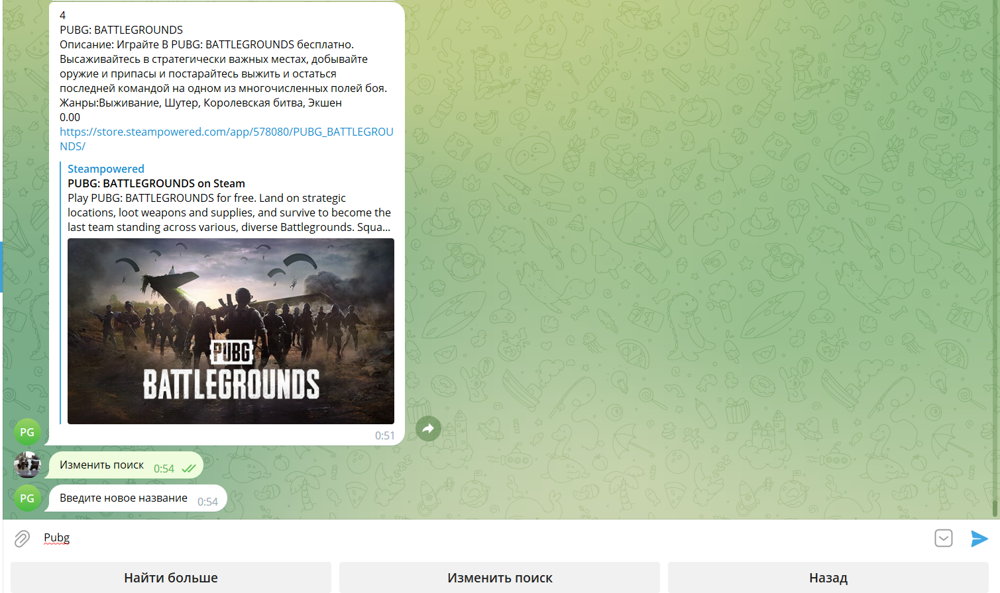 4
PUBG: BATTLEGROUNDS
Описание: Играйте В PUBG: BATTLEGROUNDS бесплатно.
Высаживайтесь в стратегически важных местах, добывайте
оружие и припасы и постарайтесь выжить и остаться
последней командой на одном из многочисленных полей боя.
Жанры:Выживание, Шутер, Королевская битва, Экшен
0.00
https://store.steampowered.com/app/578080/PUBG_BATTLEGROU
NDS/
Steampowered
PUBG: BATTLEGROUNDS on Steam
Play PUBG: BATTLEGROUNDS for free. Land on strategic
locations, loot weapons and supplies, and survive to become the
last team standing across various, diverse Battlegrounds. Squa...
PUBG
BATTLEGROUNDS
PG
0:51
Изменить поиск 0:54
PG
Введите новое название 0:54
Pubg
Найти больше
Изменить поиск
Назад